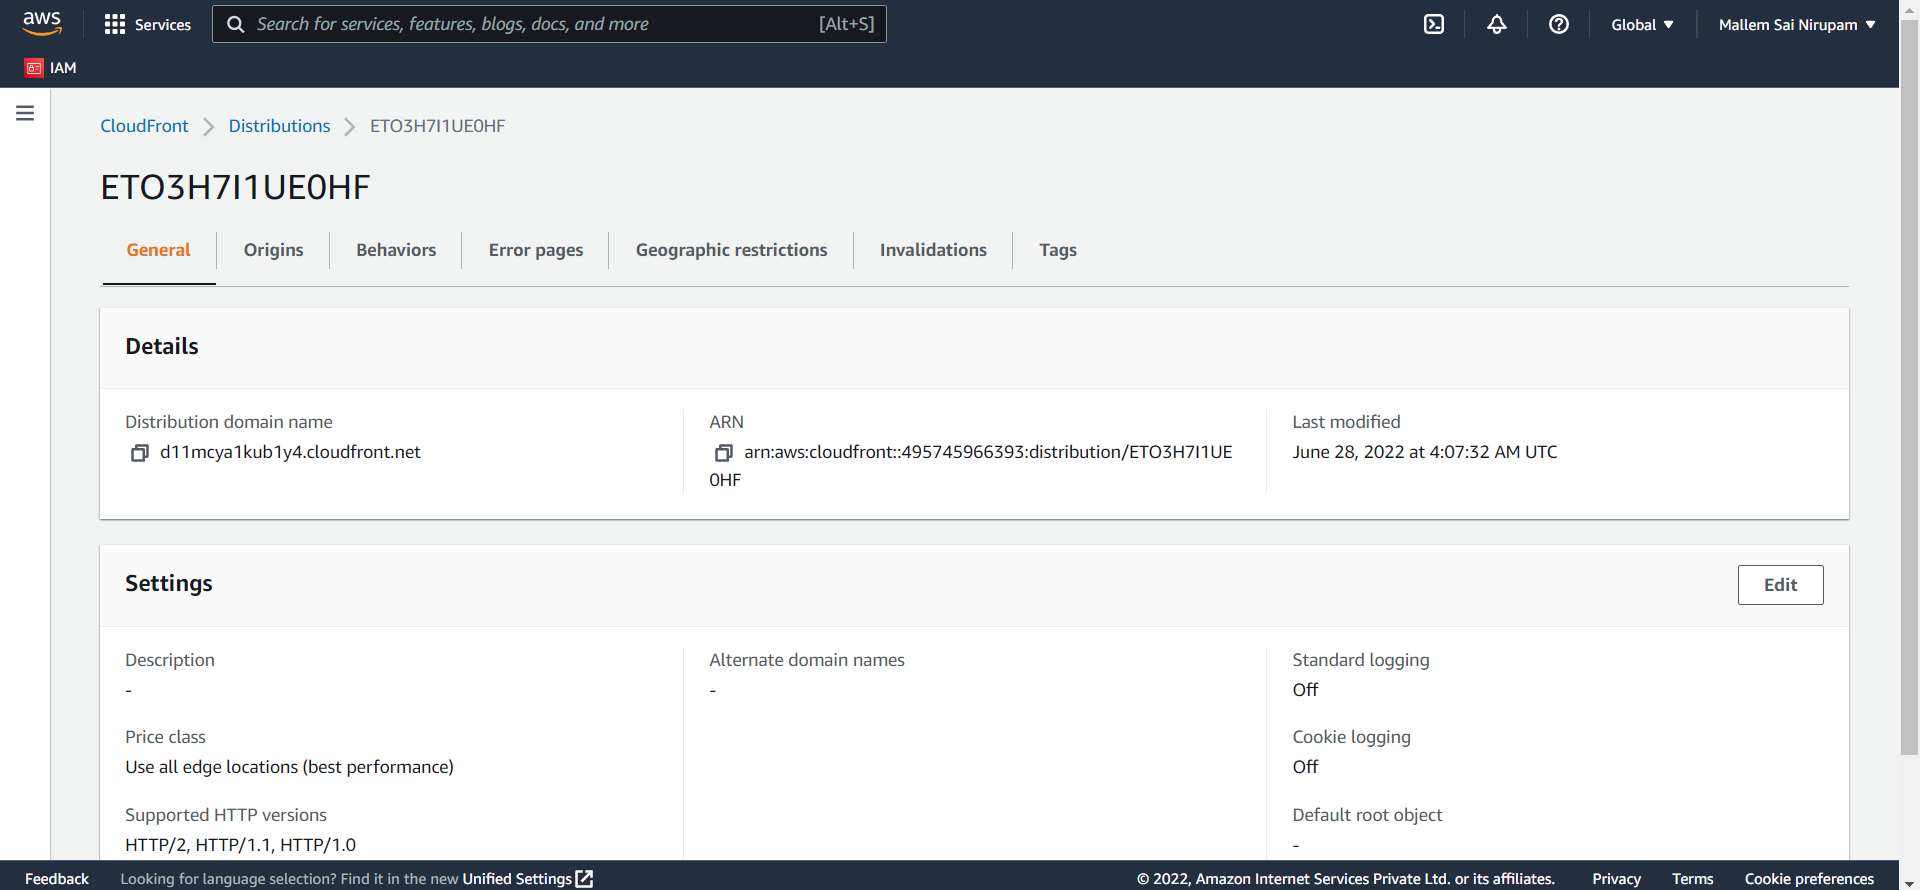 aws
Services
Search for services, features, blogs, docs, and more
[Alt+S]
Global
Mallem Sai Nirupam
IAM
CloudFront
Distributions
ETO3H7I1UE0HF
ETO3H7I1UE0HF
General
Origins
Behaviors
Error pages
Geographic restrictions
Invalidations
Tags
Details
Distribution domain name
d11mcya1kub1y4.cloudfront.net
ARN
arn:aws:cloudfront::495745966393:distribution/ETO3H7I1UE
0HF
Last modified
June 28, 2022 at 4:07:32 AM UTC
Settings
Edit
Description
-
Price class
Use all edge locations (best performance)
Supported HTTP versions
HTTP/2, HTTP/1.1, HTTP/1.0
Alternate domain names
-
Standard logging
Off
Cookie logging
Off
Default root object
-
Feedback
Looking for language selection? Find it in the new Unified Settings
© 2022, Amazon Internet Services Private Ltd. or its affiliates.
Privacy
Terms
Cookie preferences